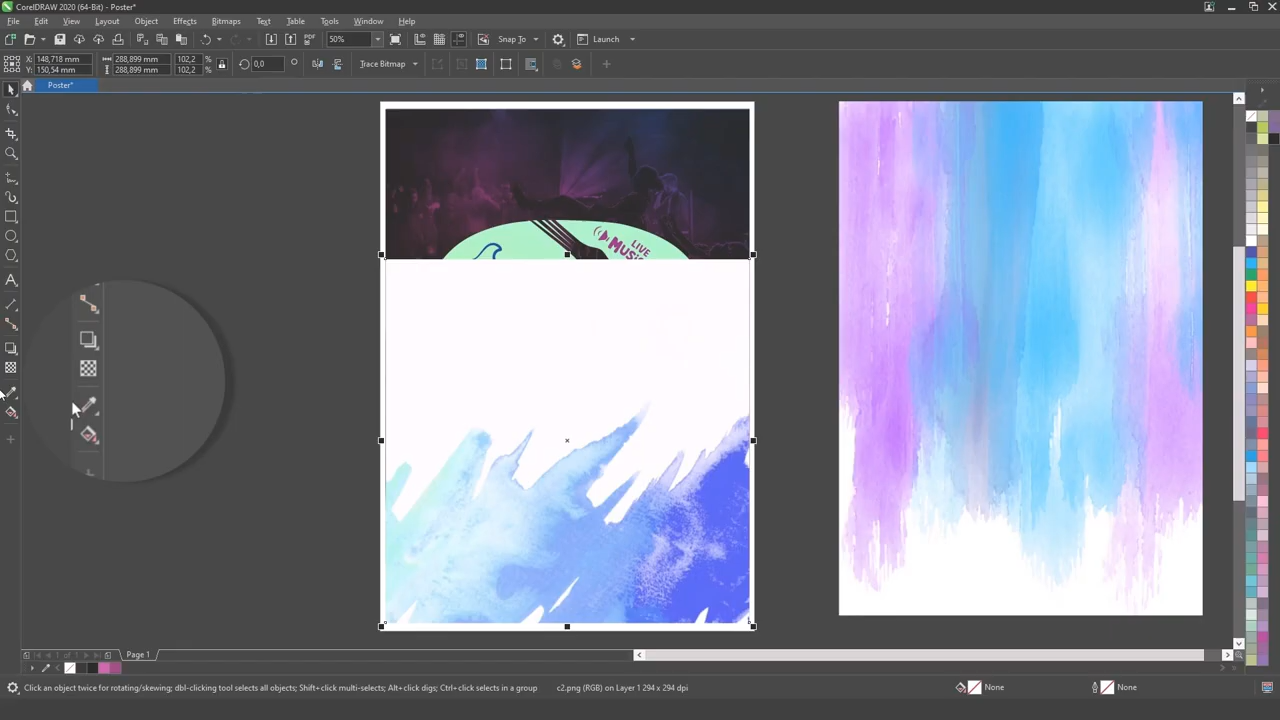 CorelDRAW 2020 (64-Bit) - Poster*
File Edit View Layout Object Effects Bitmaps Text Table Tools Window Help
PDF 50% Snap To Launch
X: 148,718 mm 288,899 mm 102,2 %
Y: 150,54 mm 288,899 mm 102,2 %
0,0 ° Trace Bitmap
Poster*
LIVE
MUSIC
1 of 1 Page 1
Click an object twice for rotating/skewing; dbl-clicking tool selects all objects; Shift+click multi-selects; Alt+click digs; Ctrl+click selects in a group c2.png (RGB) on Layer 1 294 x 294 dpi None None